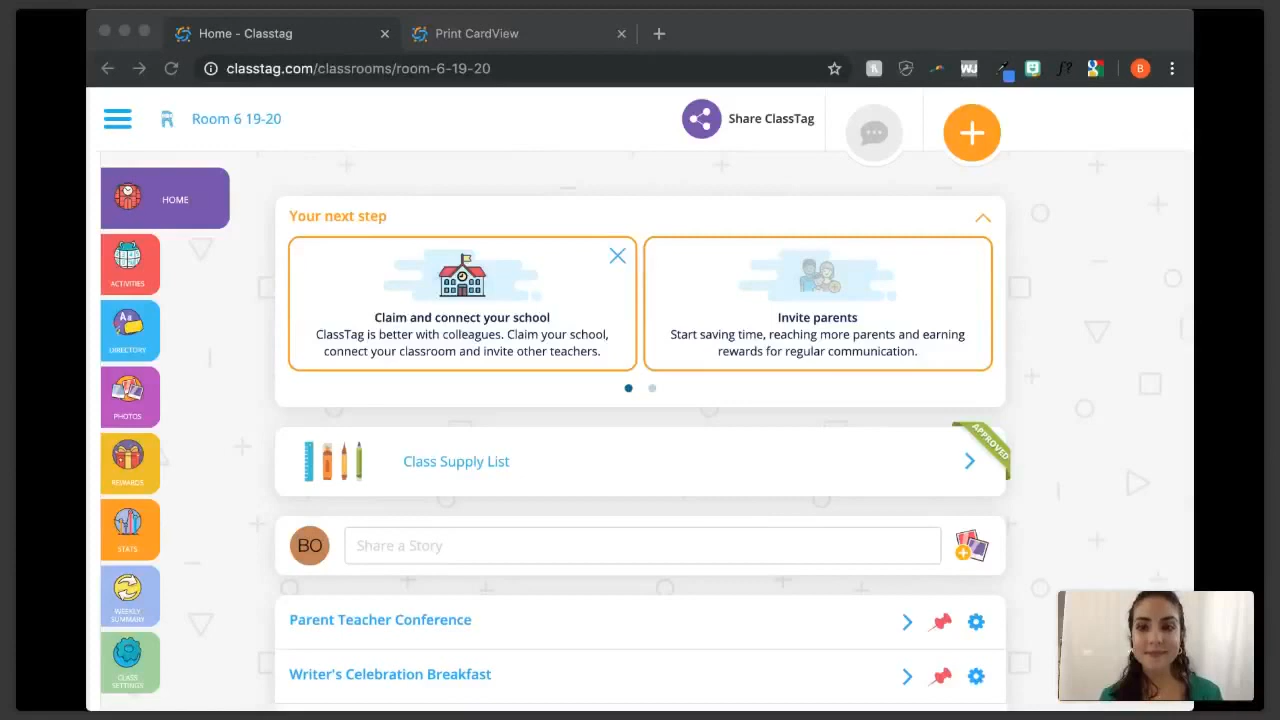 Home - Classtag
Print CardView
classtag.com/classrooms/room-6-19-20
WJ
f?
B
Room 6 19-20
Share ClassTag
HOME
ACTIVITIES
Aa
DIRECTORY
PHOTOS
REWARDS
STATS
WEEKLY
SUMMARY
CLASS
SETTINGS
Your next step
Claim and connect your school
ClassTag is better with colleagues. Claim your school,
connect your classroom and invite other teachers.
Invite parents
Start saving time, reaching more parents and earning
rewards for regular communication.
Class Supply List
APPROVED
BO
Share a Story
Parent Teacher Conference
Writer's Celebration Breakfast